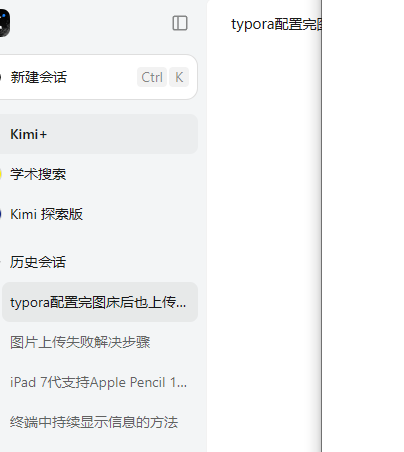 typora配置完图
新建会话 Ctrl K
Kimi+
学术搜索
Kimi 探索版
历史会话
typora配置完图床后也上传...
图片上传失败解决步骤
iPad 7代支持Apple Pencil 1...
终端中持续显示信息的方法